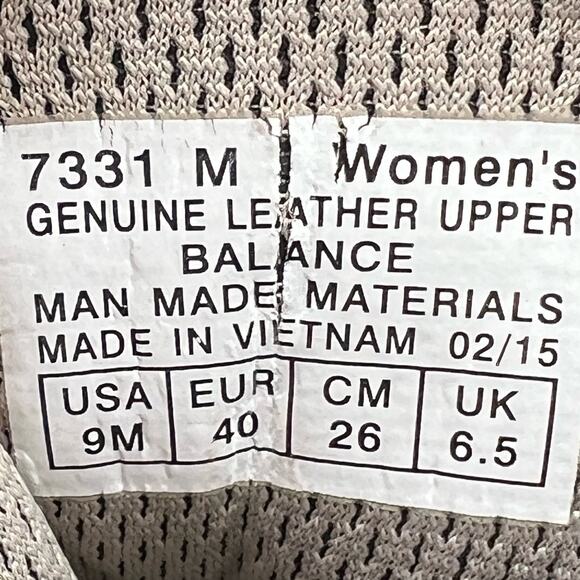 7331 M Women's
GENUINE LEATHER UPPER
BALANCE
MAN MADE MATERIALS
MADE IN VIETNAM 02/15
USA EUR CM UK
9M 40 26 6.5